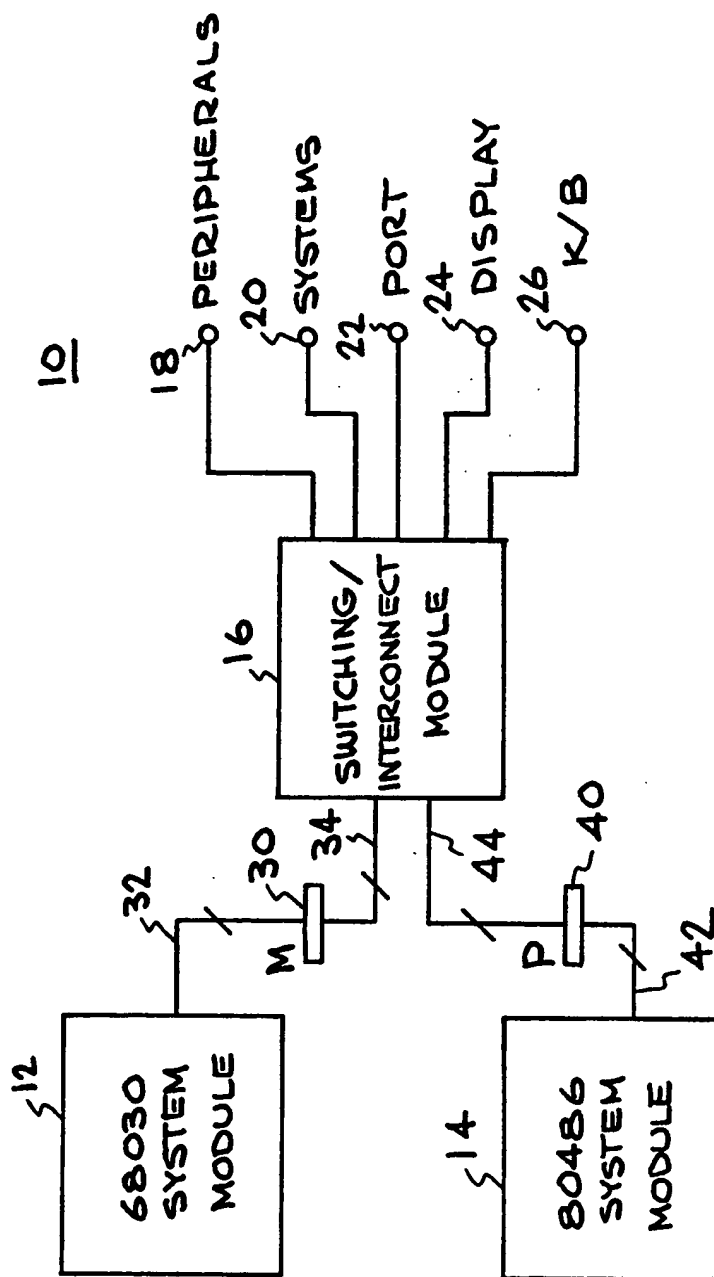 10
12
68030
SYSTEM
MODULE
32
M
30
34
16
SWITCHING/
INTERCONNECT
MODULE
18
PERIPHERALS
20
SYSTEMS
22
PORT
24
DISPLAY
26
K/B
44
P
40
42
14
80486
SYSTEM
MODULE